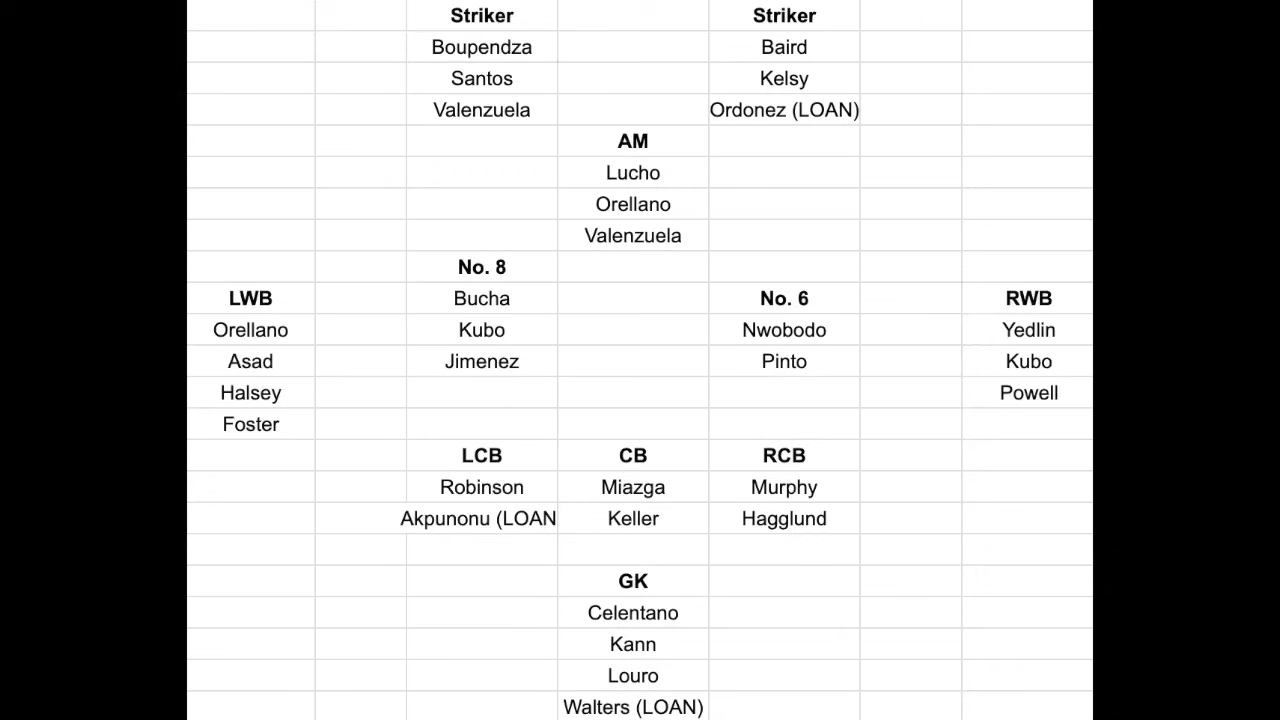 Striker Striker
Boupendza Baird
Santos Kelsy
Valenzuela Ordonez (LOAN)
AM
Lucho
Orellano
Valenzuela
No. 8
LWB Bucha No. 6 RWB
Orellano Kubo Nwobodo Yedlin
Asad Jimenez Pinto Kubo
Halsey Powell
Foster
LCB CB RCB
Robinson Miazga Murphy
Akpunonu (LOAN Keller Hagglund
GK
Celentano
Kann
Louro
Walters (LOAN)